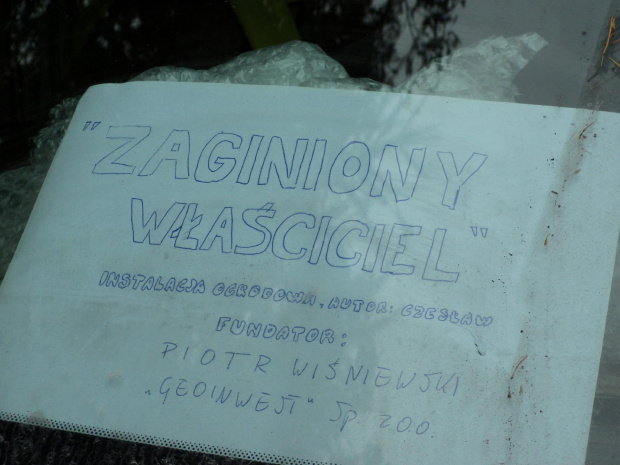 "ZAGINIONY
WŁAŚCICIEL"
INSTALACJA OGRODOWA, AUTOR: CZESŁAW
FUNDATOR:
PIOTR WIŚNIEWSKI
„GEOINWEST" Sp. z O.O.